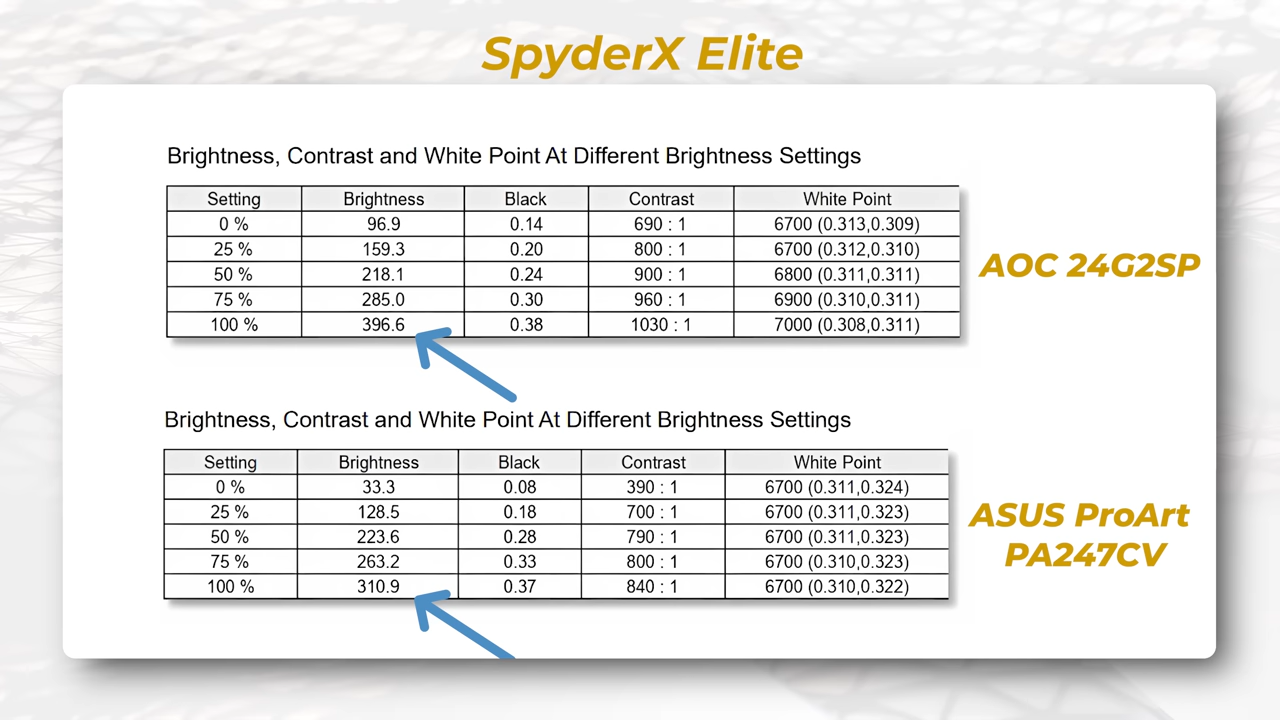 SpyderX Elite
Brightness, Contrast and White Point At Different Brightness Settings
Setting Brightness Black Contrast White Point
0 % 96.9 0.14 690 : 1 6700 (0.313,0.309)
25 % 159.3 0.20 800 : 1 6700 (0.312,0.310)
50 % 218.1 0.24 900 : 1 6800 (0.311,0.311)
75 % 285.0 0.30 960 : 1 6900 (0.310,0.311)
100 % 396.6 0.38 1030 : 1 7000 (0.308,0.311)
AOC 24G2SP
Brightness, Contrast and White Point At Different Brightness Settings
Setting Brightness Black Contrast White Point
0 % 33.3 0.08 390 : 1 6700 (0.311,0.324)
25 % 128.5 0.18 700 : 1 6700 (0.311,0.323)
50 % 223.6 0.28 790 : 1 6700 (0.311,0.323)
75 % 263.2 0.33 800 : 1 6700 (0.310,0.323)
100 % 310.9 0.37 840 : 1 6700 (0.310,0.322)
ASUS ProArt
PA247CV